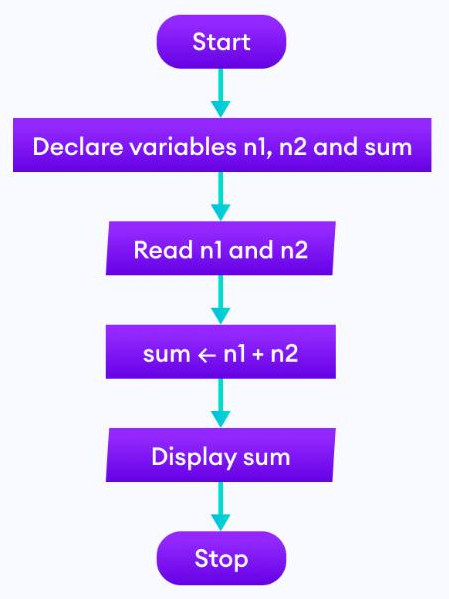 Start
Declare variables n1, n2 and sum
Read n1 and n2
sum ← n1 + n2
Display sum
Stop